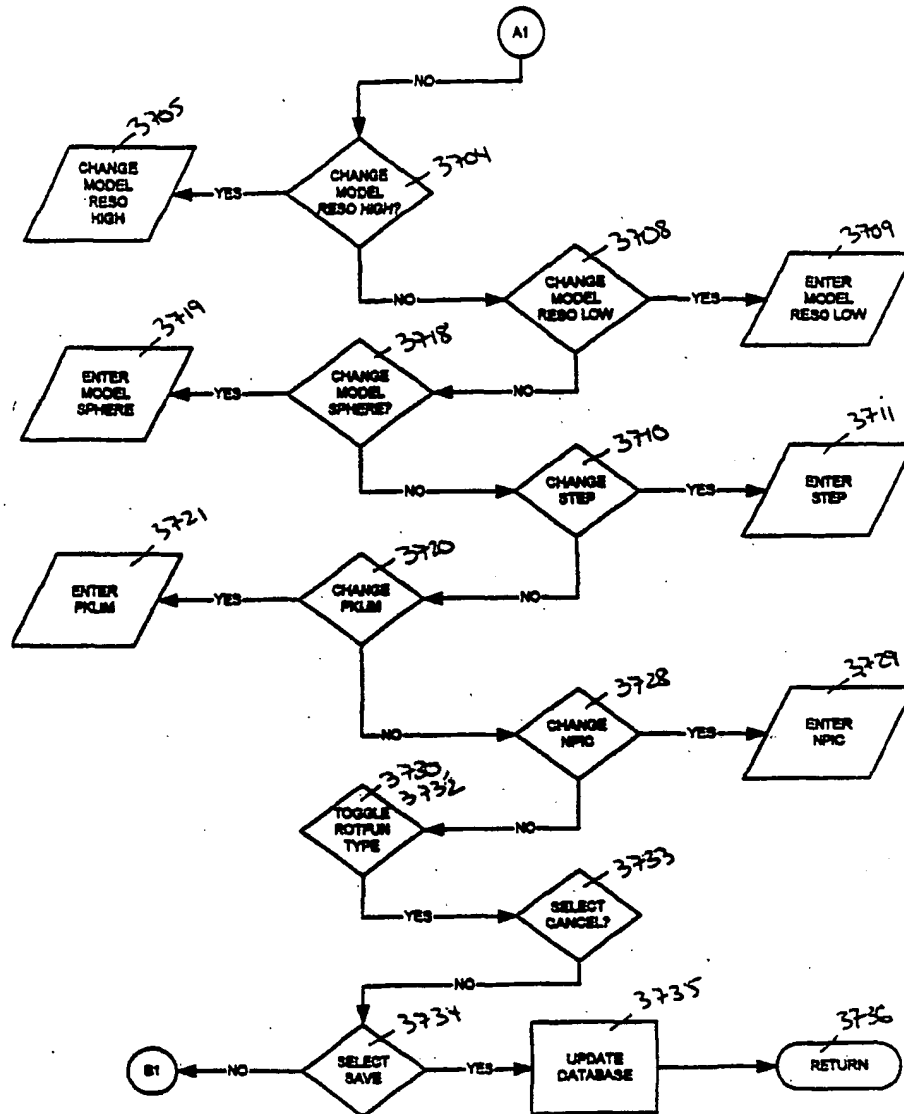 A1
NO
3705
CHANGE
MODEL
RESO
HIGH
YES
3704
CHANGE
MODEL
RESO HIGH?
NO
3708
CHANGE
MODEL
RESO LOW
YES
3709
ENTER
MODEL
RESO LOW
NO
3719
ENTER
MODEL
SPHERE
YES
3718
CHANGE
MODEL
SPHERE?
NO
3710
CHANGE
STEP
YES
3711
ENTER
STEP
NO
3721
ENTER
PKLIM
YES
3720
CHANGE
PKLIM
NO
3728
CHANGE
NPIC
YES
3729
ENTER
NPIC
NO
3730
3732
TOGGLE
ROTFUN
TYPE
YES
3733
SELECT
CANCEL?
NO
3734
SELECT
SAVE
NO
B1
YES
3735
UPDATE
DATABASE
3736
RETURN